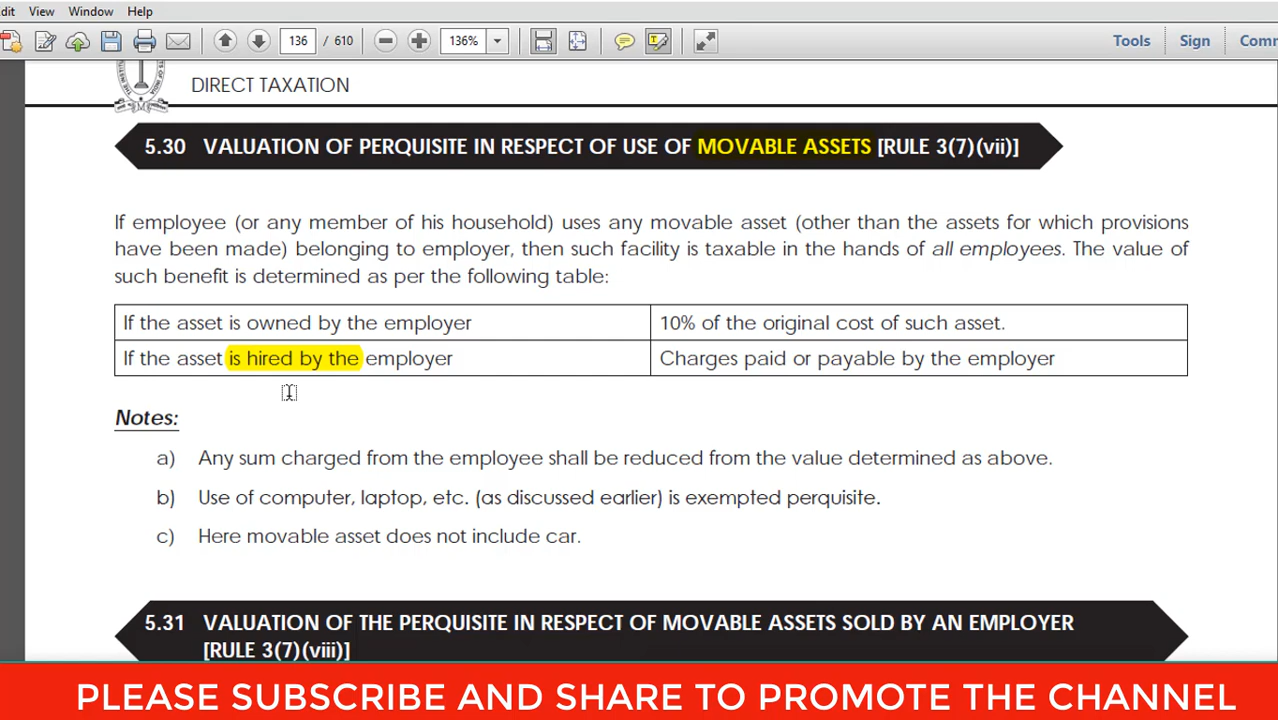 dit View Window Help
136 / 610 136% Tools Sign Comm
DIRECT TAXATION
5.30 VALUATION OF PERQUISITE IN RESPECT OF USE OF MOVABLE ASSETS [RULE 3(7)(vii)]
If employee (or any member of his household) uses any movable asset (other than the assets for which provisions
have been made) belonging to employer, then such facility is taxable in the hands of all employees. The value of
such benefit is determined as per the following table:
If the asset is owned by the employer 10% of the original cost of such asset.
If the asset is hired by the employer Charges paid or payable by the employer
Notes:
a) Any sum charged from the employee shall be reduced from the value determined as above.
b) Use of computer, laptop, etc. (as discussed earlier) is exempted perquisite.
c) Here movable asset does not include car.
5.31 VALUATION OF THE PERQUISITE IN RESPECT OF MOVABLE ASSETS SOLD BY AN EMPLOYER
[RULE 3(7)(viii)]
PLEASE SUBSCRIBE AND SHARE TO PROMOTE THE CHANNEL